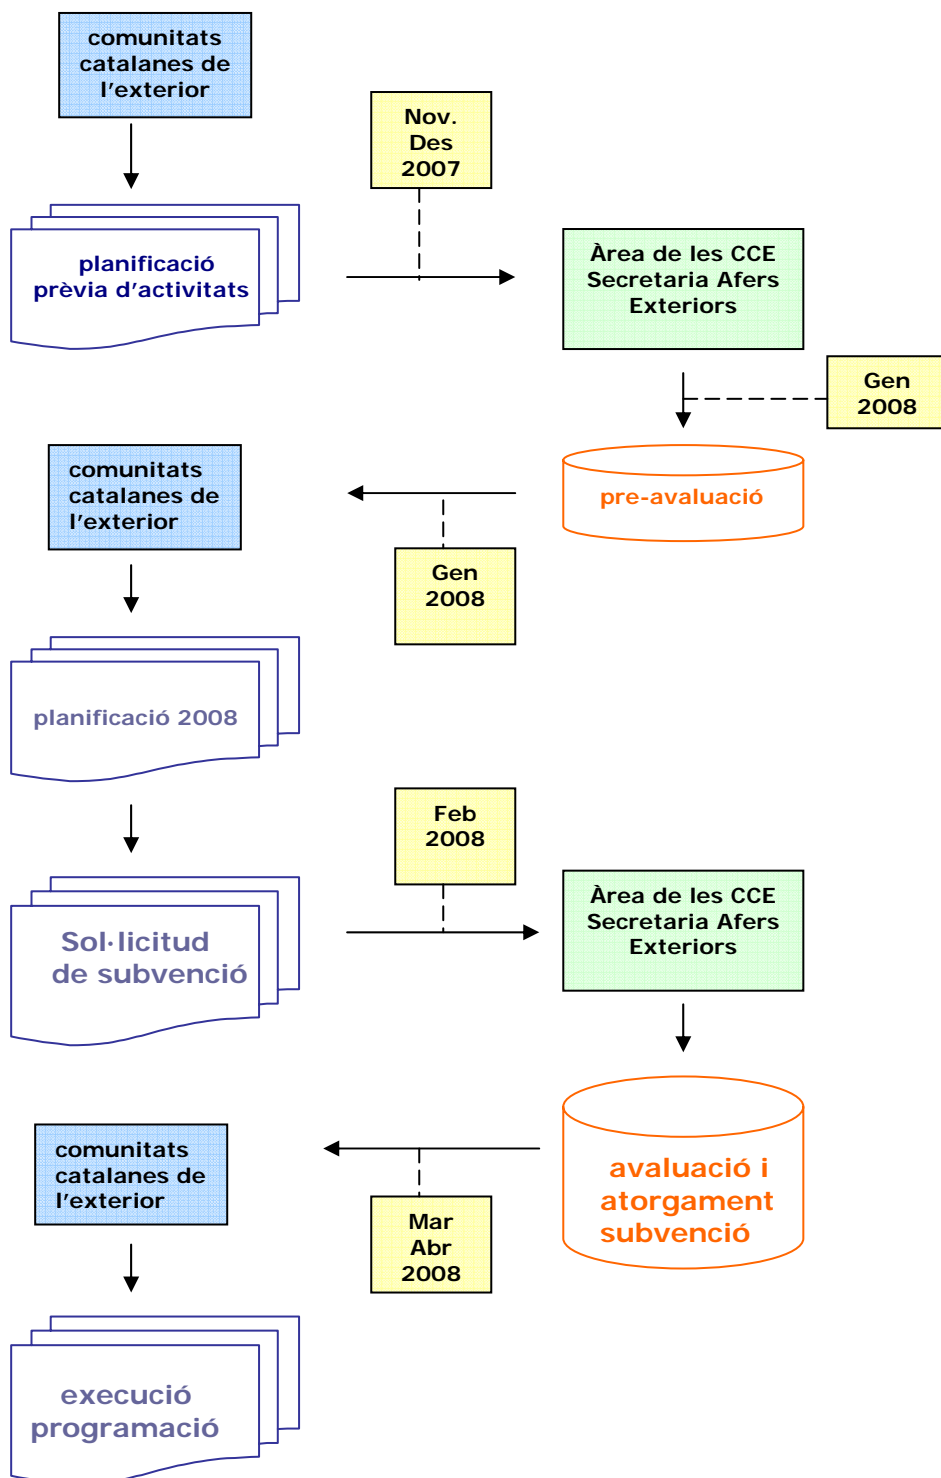 comunitats
catalanes de
l'exterior
Nov.
Des
2007
planificació
prèvia d'activitats
Àrea de les CCE
Secretaria Afers
Exteriors
Gen
2008
comunitats
catalanes de
l'exterior
pre-avaluació
Gen
2008
planificació 2008
Feb
2008
Sol·licitud
de subvenció
Àrea de les CCE
Secretaria Afers
Exteriors
comunitats
catalanes de
l'exterior
avaluació i
atorgament
subvenció
Mar
Abr
2008
execució
programació